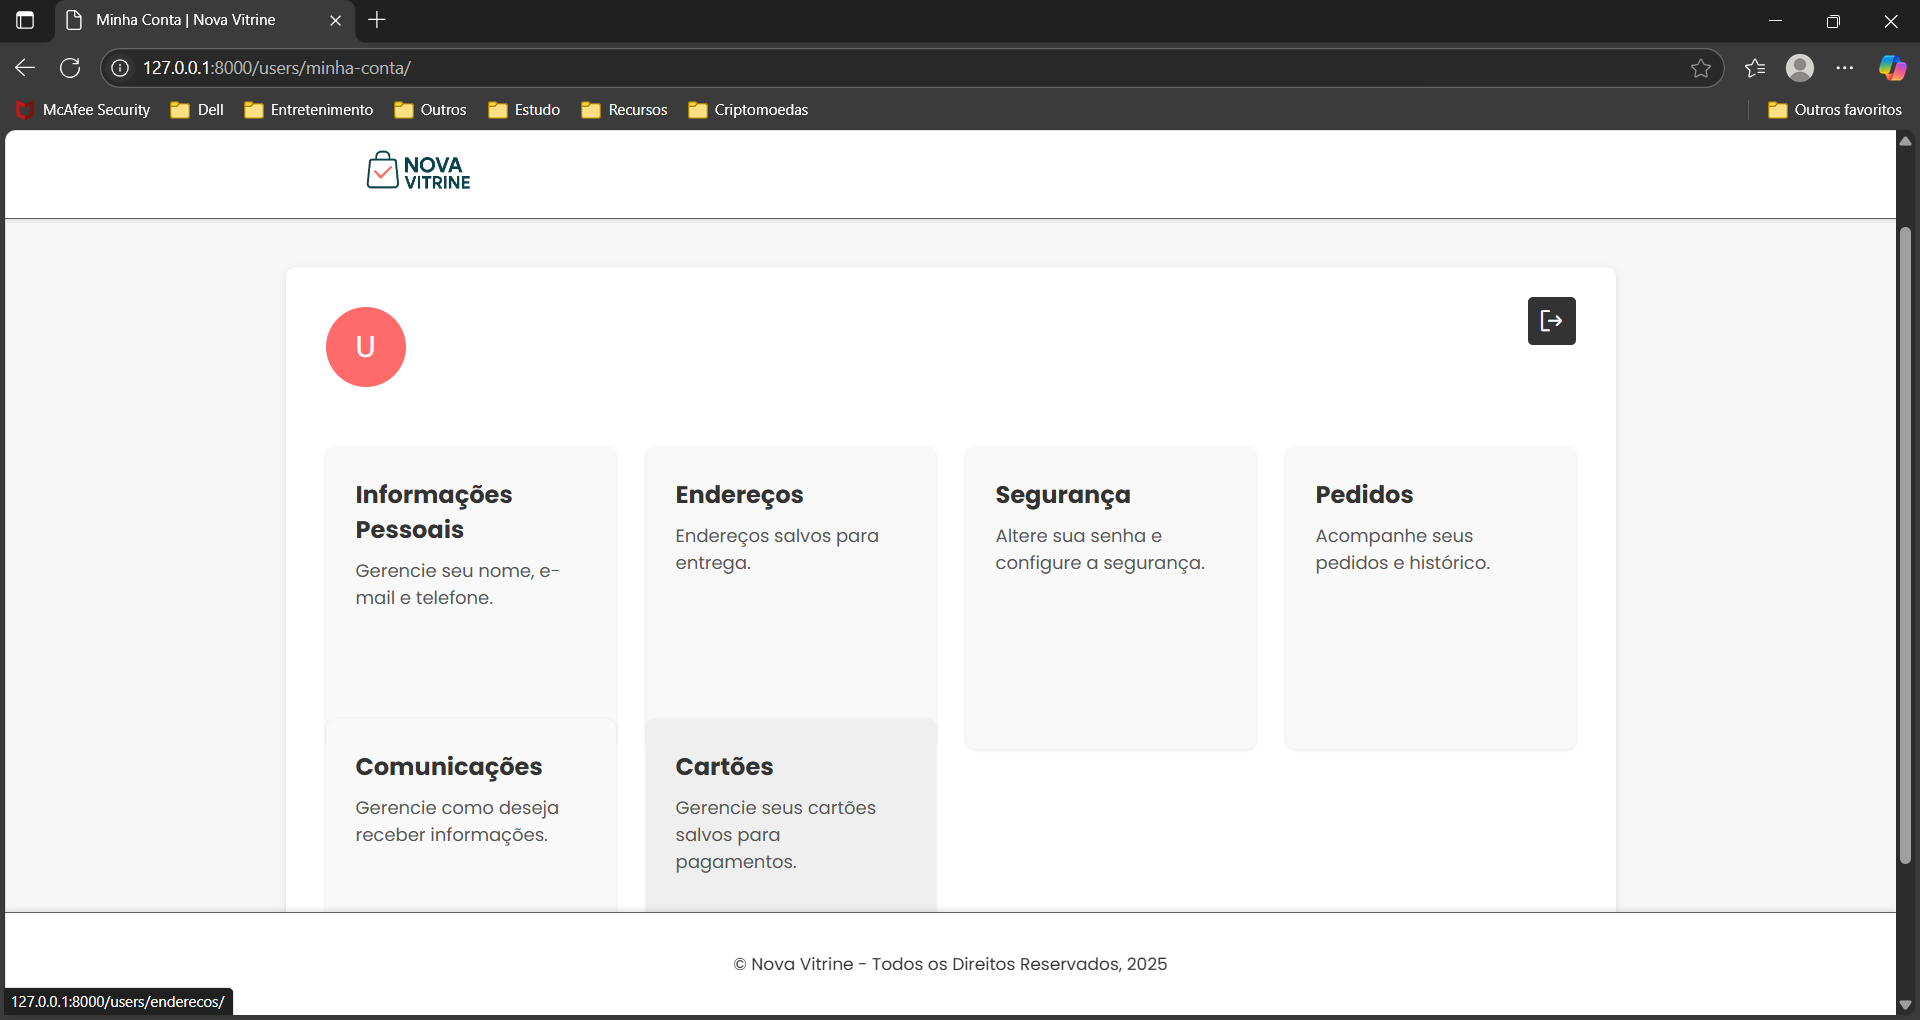 Minha Conta | Nova Vitrine
127.0.0.1:8000/users/minha-conta/
McAfee Security
Dell
Entretenimento
Outros
Estudo
Recursos
Criptomoedas
Outros favoritos
NOVA
VITRINE
U
Informações
Pessoais
Gerencie seu nome, e-
mail e telefone.
Endereços
Endereços salvos para
entrega.
Segurança
Altere sua senha e
configure a segurança.
Pedidos
Acompanhe seus
pedidos e histórico.
Comunicações
Gerencie como deseja
receber informações.
Cartões
Gerencie seus cartões
salvos para
pagamentos.
© Nova Vitrine - Todos os Direitos Reservados, 2025
127.0.0.1:8000/users/enderecos/